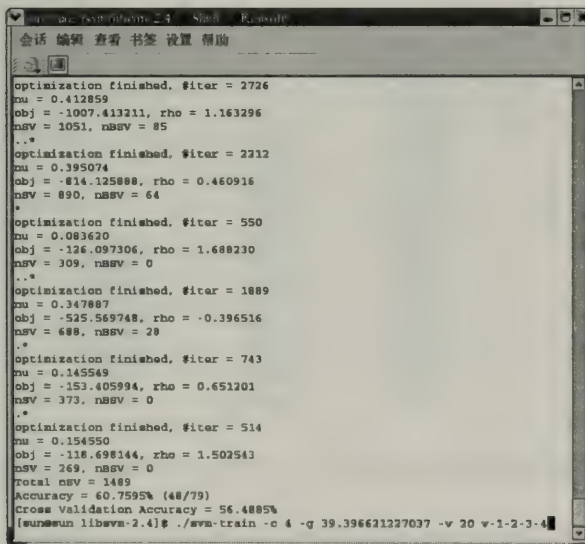 会话 编辑 查看 书签 设置 帮助
optimization finished, #iter = 2726
nu = 0.412859
obj = -1007.413211, rho = 1.163296
nSV = 1051, nBSV = 85
..*
optimization finished, #iter = 2212
nu = 0.395074
obj = -814.125888, rho = 0.460916
nSV = 890, nBSV = 64
*
optimization finished, #iter = 550
nu = 0.083620
obj = -126.097306, rho = 1.688230
nSV = 309, nBSV = 0
..*
optimization finished, #iter = 1889
nu = 0.347887
obj = -525.569748, rho = -0.396516
nSV = 688, nBSV = 28
.*
optimization finished, #iter = 743
nu = 0.145549
obj = -153.405994, rho = 0.651201
nSV = 373, nBSV = 0
.*
optimization finished, #iter = 514
nu = 0.154550
obj = -118.698144, rho = 1.502543
nSV = 269, nBSV = 0
Total nSV = 1489
Accuracy = 60.7595% (48/79)
Cross Validation Accuracy = 56.4885%
[sun@sun libsvm-2.4]$ ./svm-train -c 4 -g 39.396621227037 -v 20 v-1-2-3-4